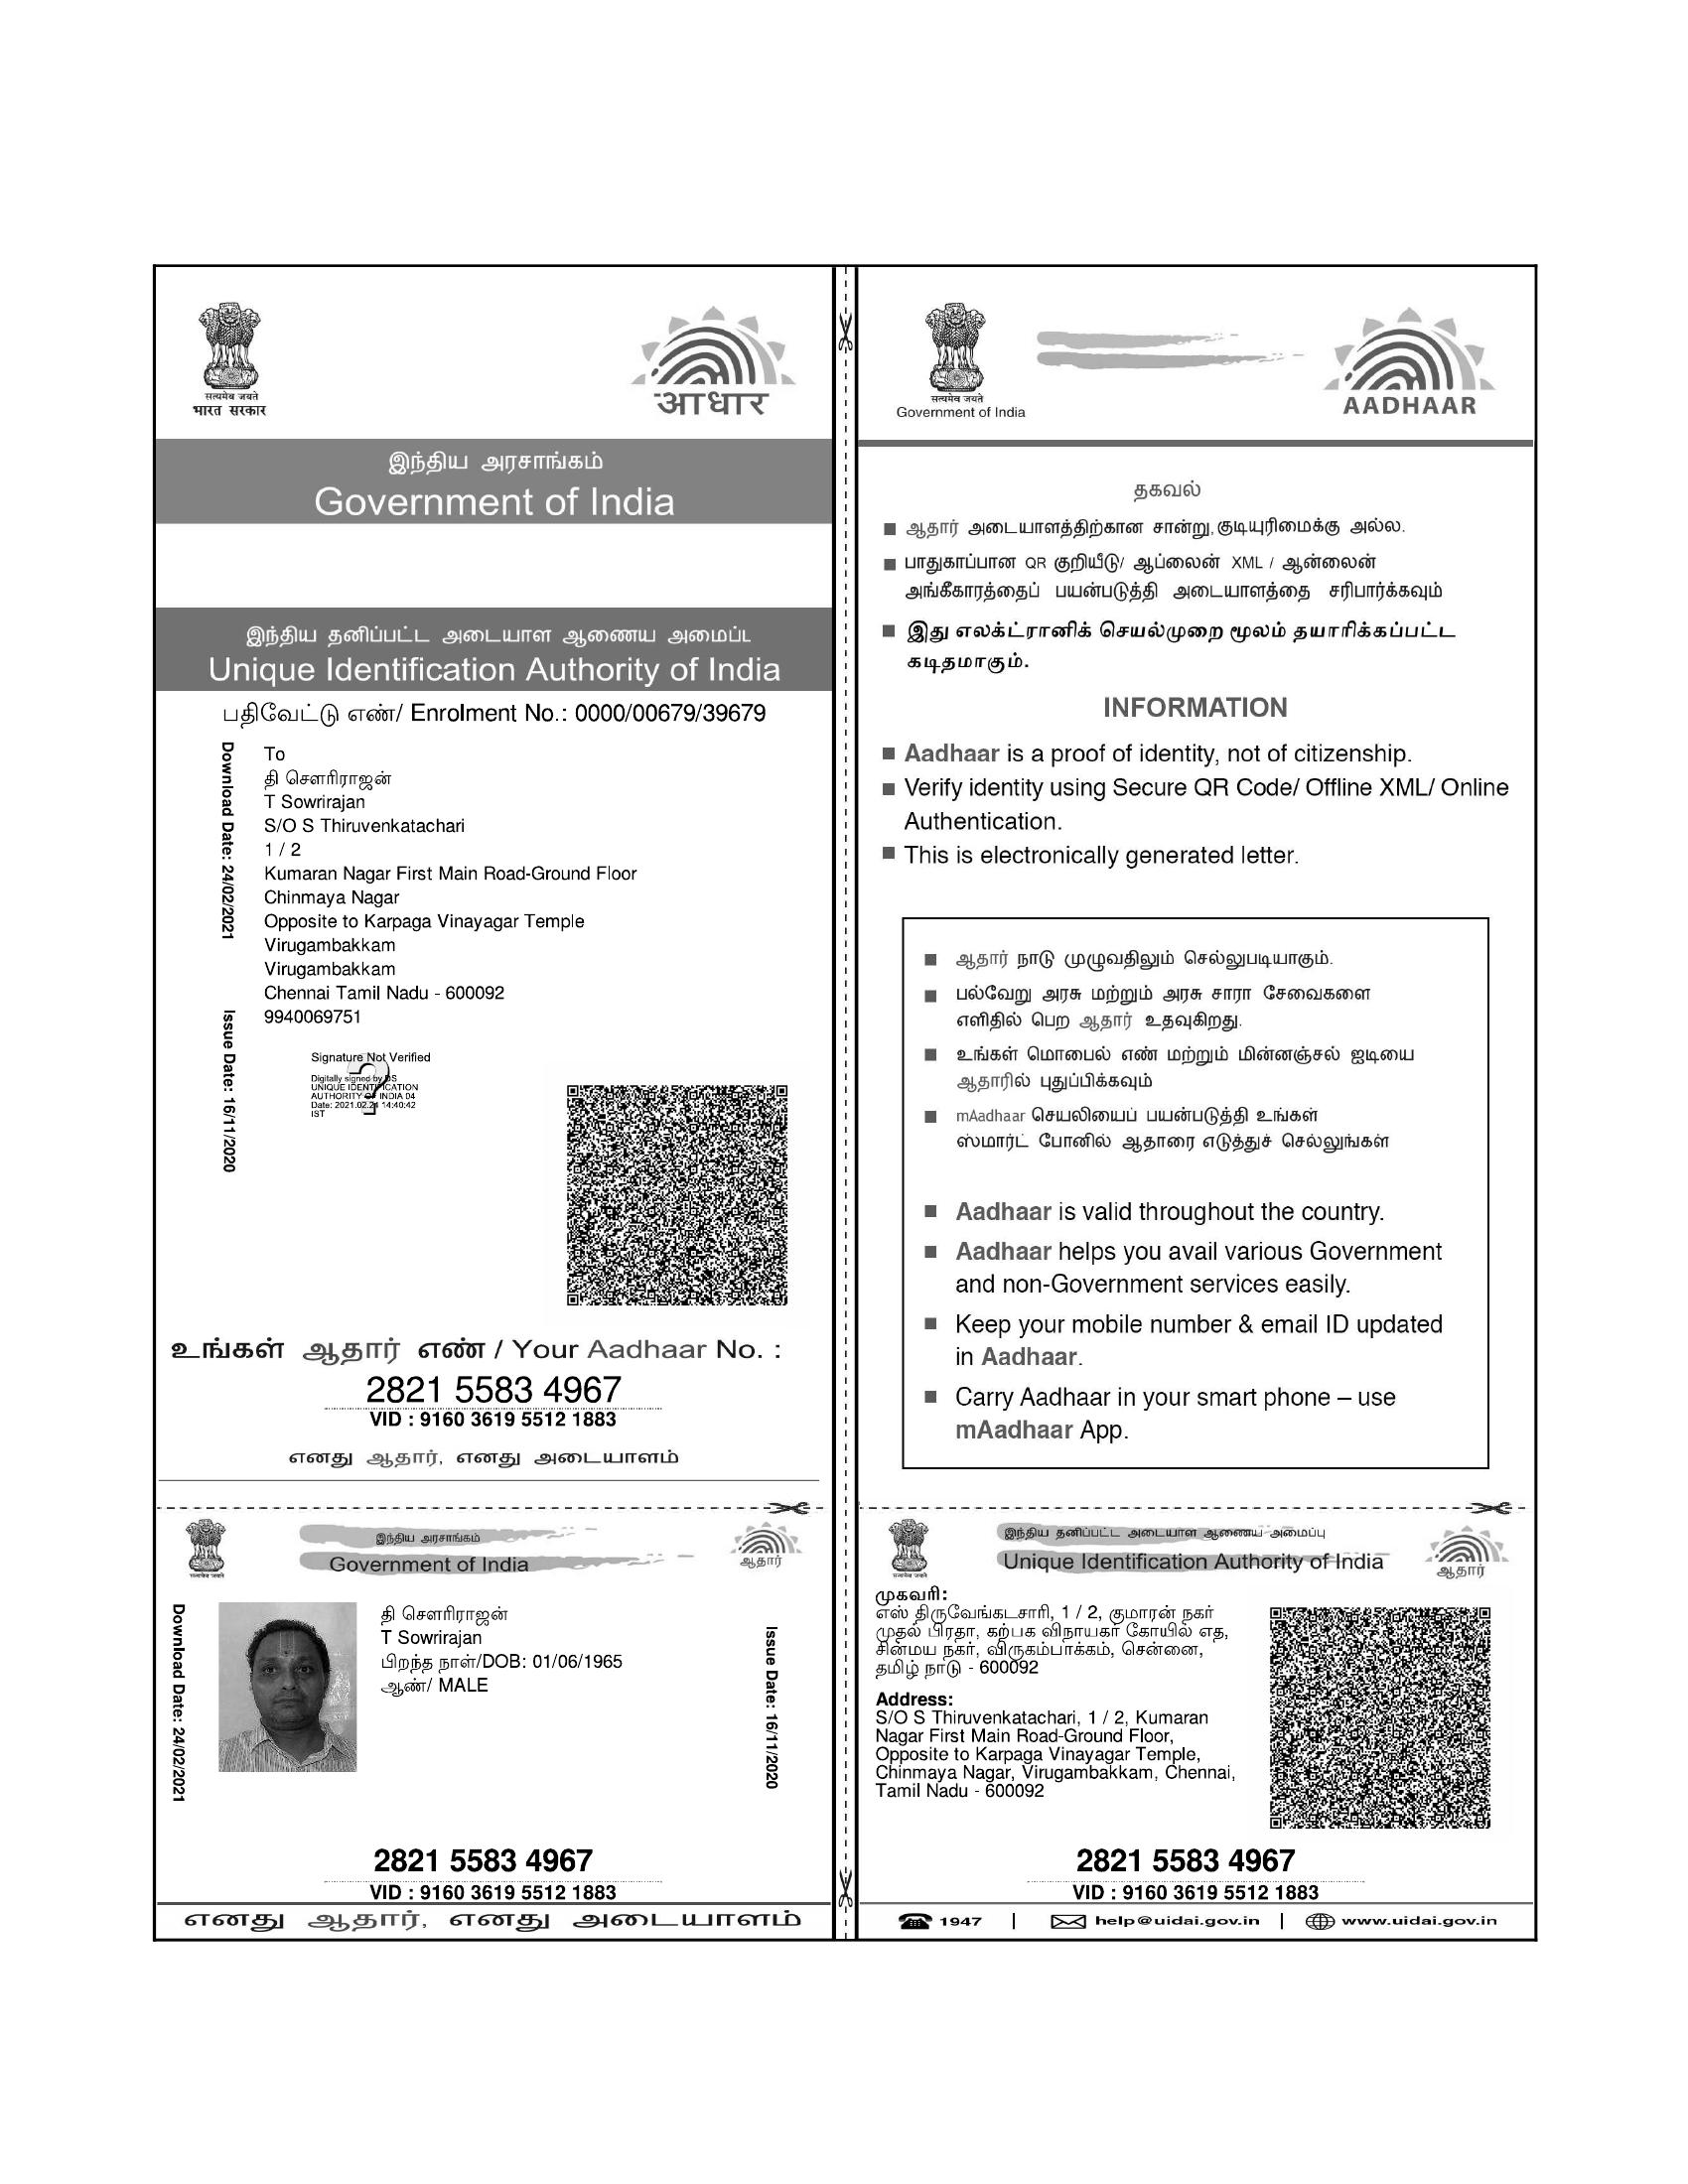 सत्यमेव जयते
भारत सरकार
आधार
இந்திய அரசாங்கம்
Government of India
இந்திய தனிப்பட்ட அடையாள ஆணைய அமைப்
Unique Identification Authority of India
பதிவேட்டு எண்/ Enrolment No.: 0000/00679/39679
Download Date: 24/02/2021
To
தி சௌரிராஜன்
T Sowrirajan
S/O S Thiruvenkatachari
1 / 2
Kumaran Nagar First Main Road-Ground Floor
Chinmaya Nagar
Opposite to Karpaga Vinayagar Temple
Virugambakkam
Virugambakkam
Chennai Tamil Nadu - 600092
9940069751
Issue Date: 16/11/2020
Signature Not Verified
Digitally signed by DS
UNIQUE IDENTIFICATION
AUTHORITY OF INDIA 04
Date: 2021.02.24 14:40:42
IST
உங்கள் ஆதார் எண் / Your Aadhaar No. :
2821 5583 4967
VID : 9160 3619 5512 1883
எனது ஆதார், எனது அடையாளம்
இந்திய அரசாங்கம்
Government of India
ஆதார்
Download Date: 24/02/2021
தி சௌரிராஜன்
T Sowrirajan
பிறந்த நாள்/DOB: 01/06/1965
ஆண்/ MALE
Issue Date: 16/11/2020
2821 5583 4967
VID : 9160 3619 5512 1883
எனது ஆதார், எனது அடையாளம்
सत्यमेव जयते
Government of India
AADHAAR
தகவல்
ஆதார் அடையாளத்திற்கான சான்று,குடியுரிமைக்கு அல்ல.
பாதுகாப்பான QR குறியீடு/ ஆப்லைன் XML / ஆன்லைன்
அங்கீகாரத்தைப் பயன்படுத்தி அடையாளத்தை சரிபார்க்கவும்
இது எலக்ட்ரானிக் செயல்முறை மூலம் தயாரிக்கப்பட்ட
கடிதமாகும்.
INFORMATION
Aadhaar is a proof of identity, not of citizenship.
Verify identity using Secure QR Code/ Offline XML/ Online
Authentication.
This is electronically generated letter.
ஆதார் நாடு முழுவதிலும் செல்லுபடியாகும்.
பல்வேறு அரசு மற்றும் அரசு சாரா சேவைகளை
எளிதில் பெற ஆதார் உதவுகிறது.
உங்கள் மொபைல் எண் மற்றும் மின்னஞ்சல் ஐடியை
ஆதாரில் புதுப்பிக்கவும்
mAadhaar செயலியைப் பயன்படுத்தி உங்கள்
ஸ்மார்ட் போனில் ஆதாரை எடுத்துச் செல்லுங்கள்
Aadhaar is valid throughout the country.
Aadhaar helps you avail various Government
and non-Government services easily.
Keep your mobile number & email ID updated
in Aadhaar.
Carry Aadhaar in your smart phone – use
mAadhaar App.
இந்திய தனிப்பட்ட அடையாள ஆணைய அமைப்பு
Unique Identification Authority of India
ஆதார்
முகவரி:
எஸ் திருவேங்கடசாரி, 1 / 2, குமாரன் நகர்
முதல் பிரதா, கற்பக விநாயகர் கோயில் எத,
சின்மய நகர், விருகம்பாக்கம், சென்னை,
தமிழ் நாடு - 600092
Address:
S/O S Thiruvenkatachari, 1 / 2, Kumaran
Nagar First Main Road-Ground Floor,
Opposite to Karpaga Vinayagar Temple,
Chinmaya Nagar, Virugambakkam, Chennai,
Tamil Nadu - 600092
2821 5583 4967
VID : 9160 3619 5512 1883
1947 | help@uidai.gov.in | www.uidai.gov.in